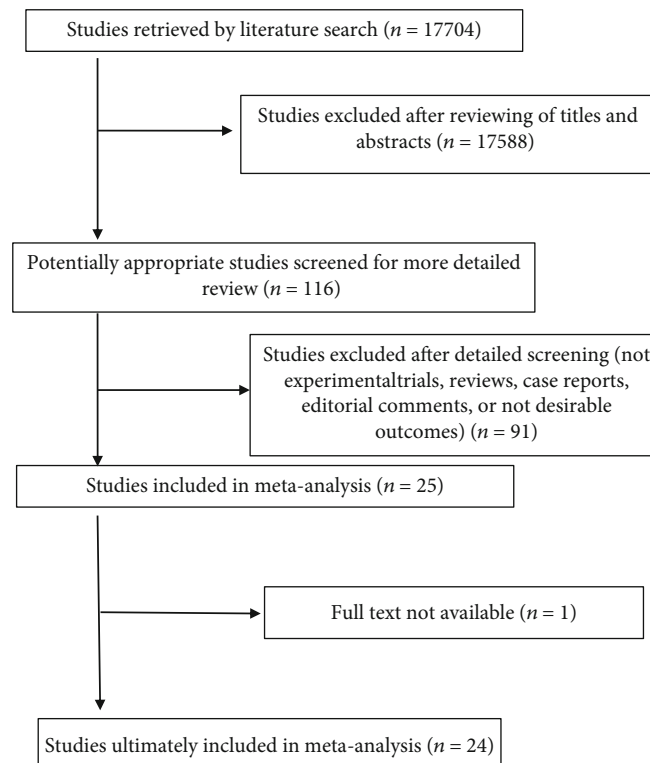 Studies retrieved by literature search (n = 17704)
Studies excluded after reviewing of titles and
abstracts (n = 17588)
Potentially appropriate studies screened for more detailed
review (n = 116)
Studies excluded after detailed screening (not
experimentaltrials, reviews, case reports,
editorial comments, or not desirable
outcomes) (n = 91)
Studies included in meta-analysis (n = 25)
Full text not available (n = 1)
Studies ultimately included in meta-analysis (n = 24)